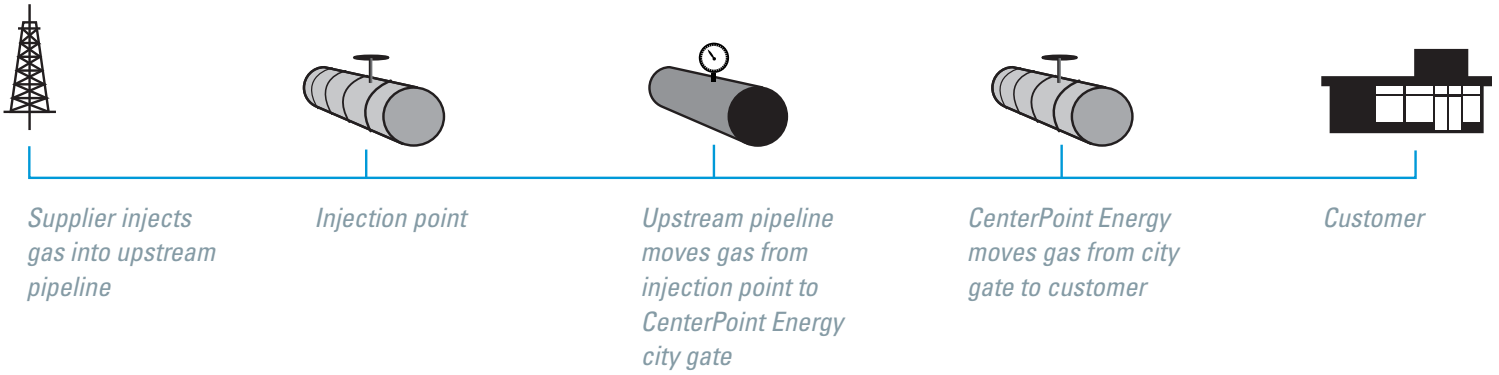 Supplier injects
gas into upstream
pipeline
Injection point
Upstream pipeline
moves gas from
injection point to
CenterPoint Energy
city gate
CenterPoint Energy
moves gas from city
gate to customer
Customer